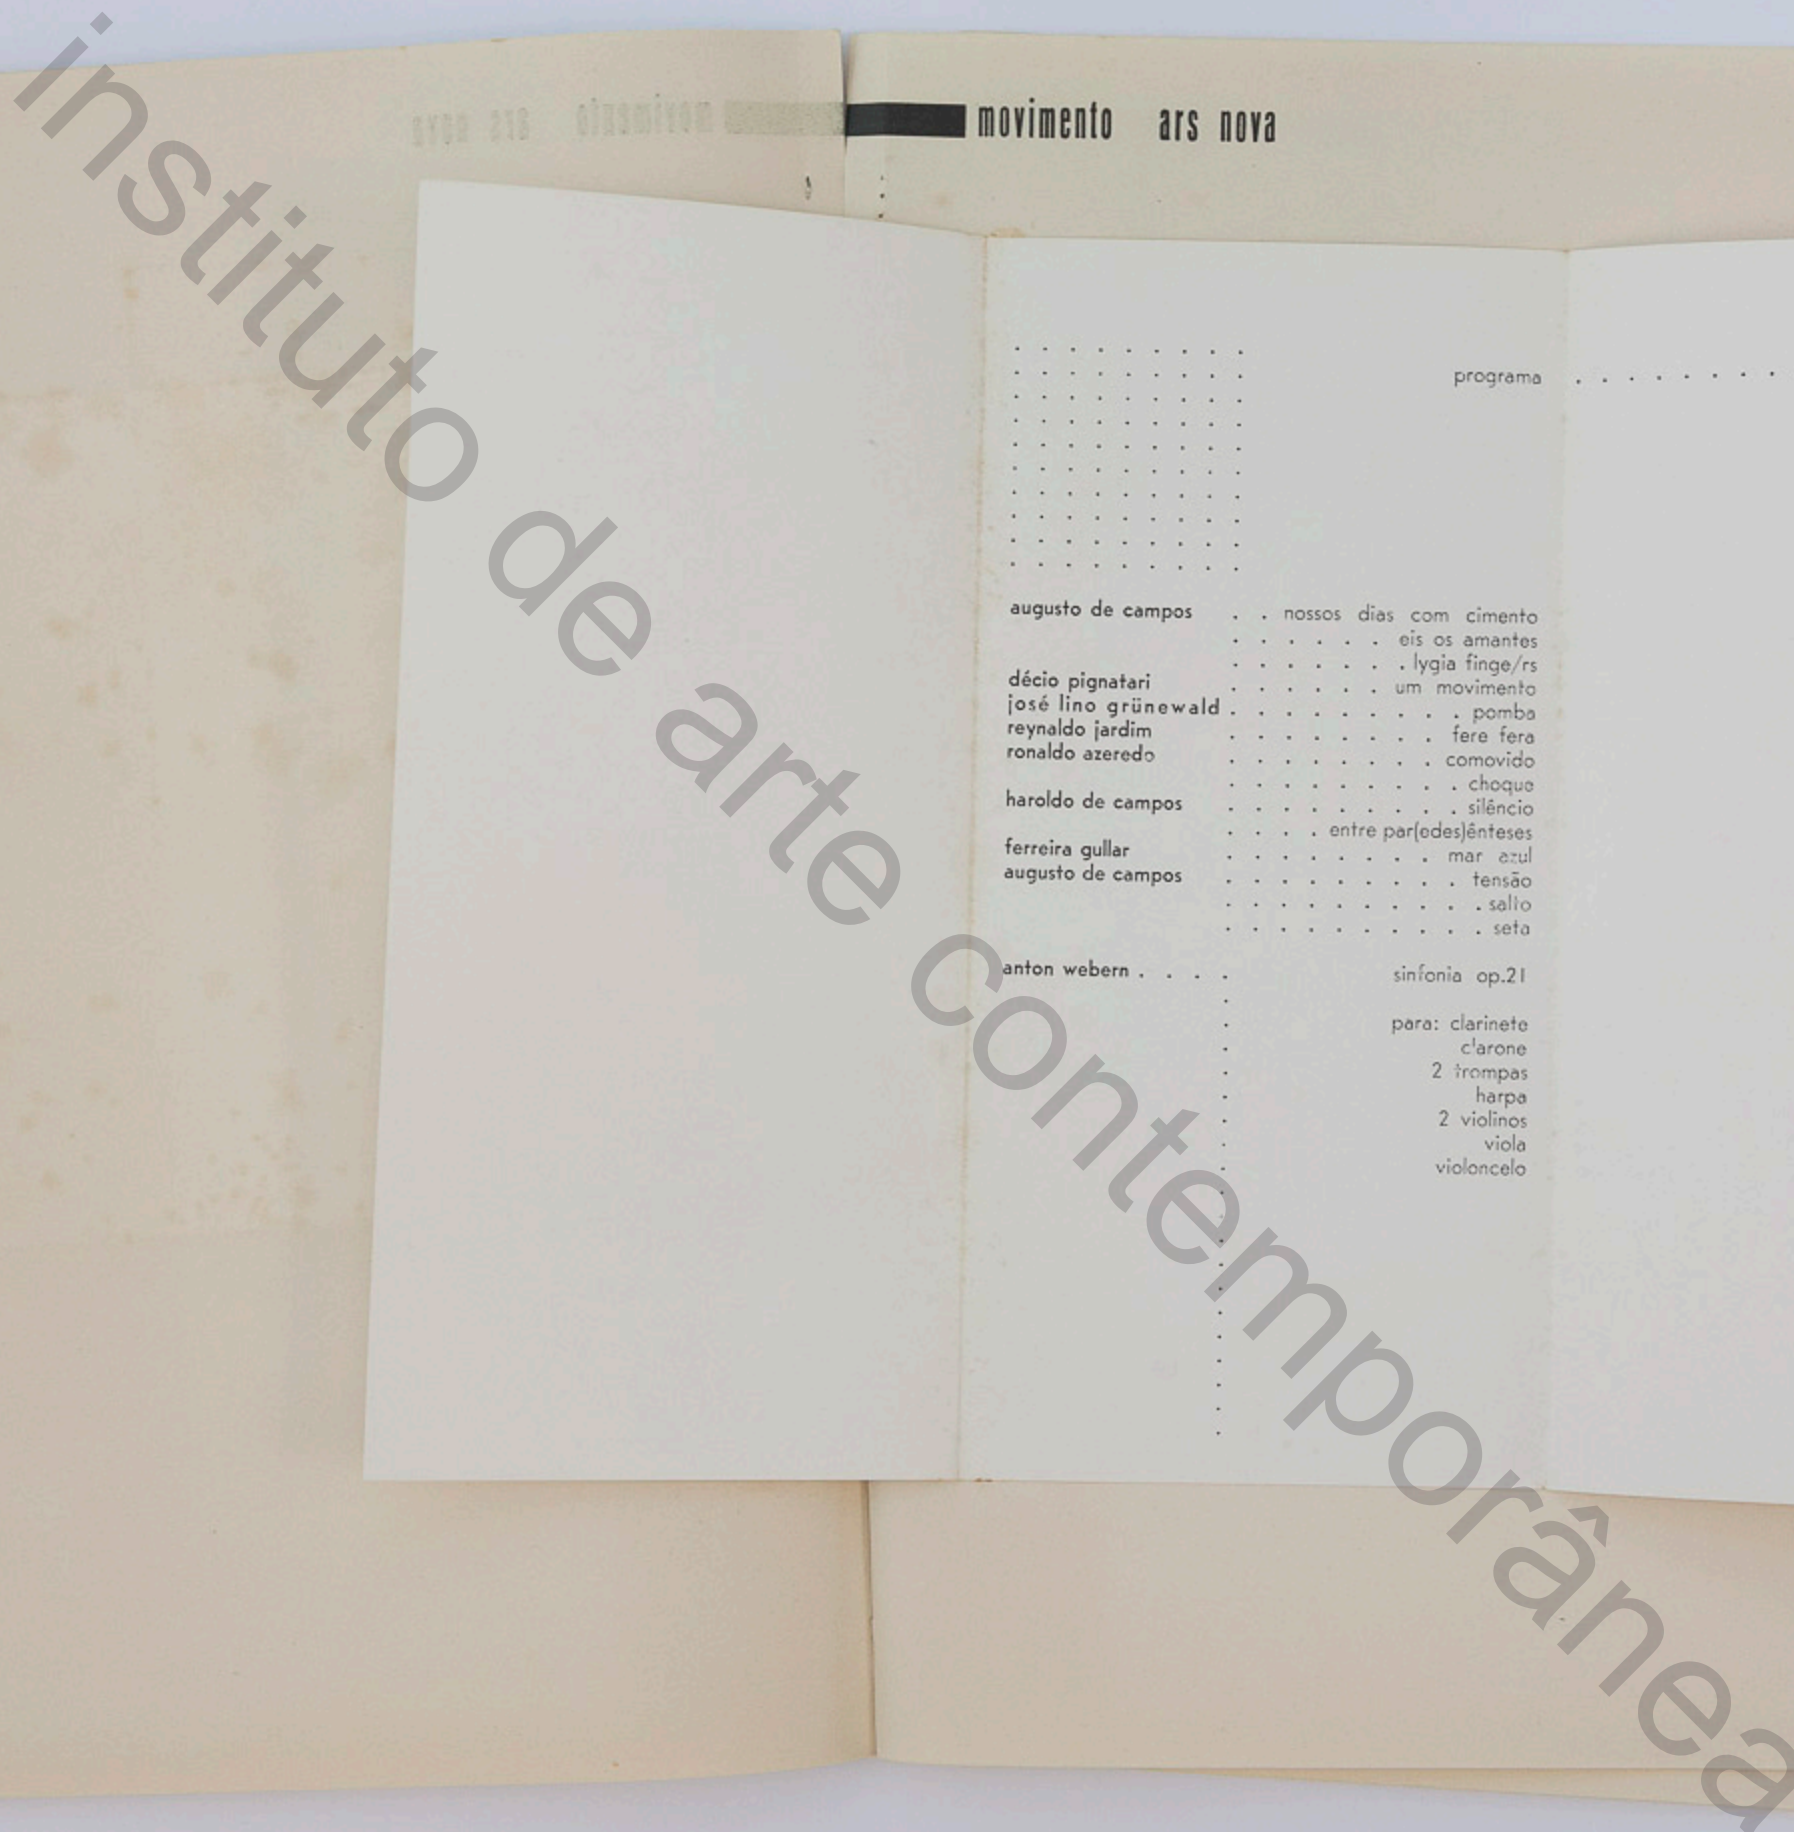 movimento ars nova
programa . . . . . . . .
augusto de campos . . nossos dias com cimento
. . . . . . eis os amantes
. . . . . . . lygia finge/rs
décio pignatari . . . . . . um movimento
josé lino grünewald . . . . . . . . . pomba
reynaldo jardim . . . . . . . . fere fera
ronaldo azeredo . . . . . . . . comovido
. . . . . . . . . choque
haroldo de campos . . . . . . . . . silêncio
. . . . entre par(edes)ênteses
ferreira gullar . . . . . . . . mar azul
augusto de campos . . . . . . . . . tensão
. . . . . . . . . . salto
. . . . . . . . . . seta
anton webern . . . . sinfonia op.21
para: clarinete
clarone
2 trompas
harpa
2 violinos
viola
violoncelo
instituto de arte contemporânea